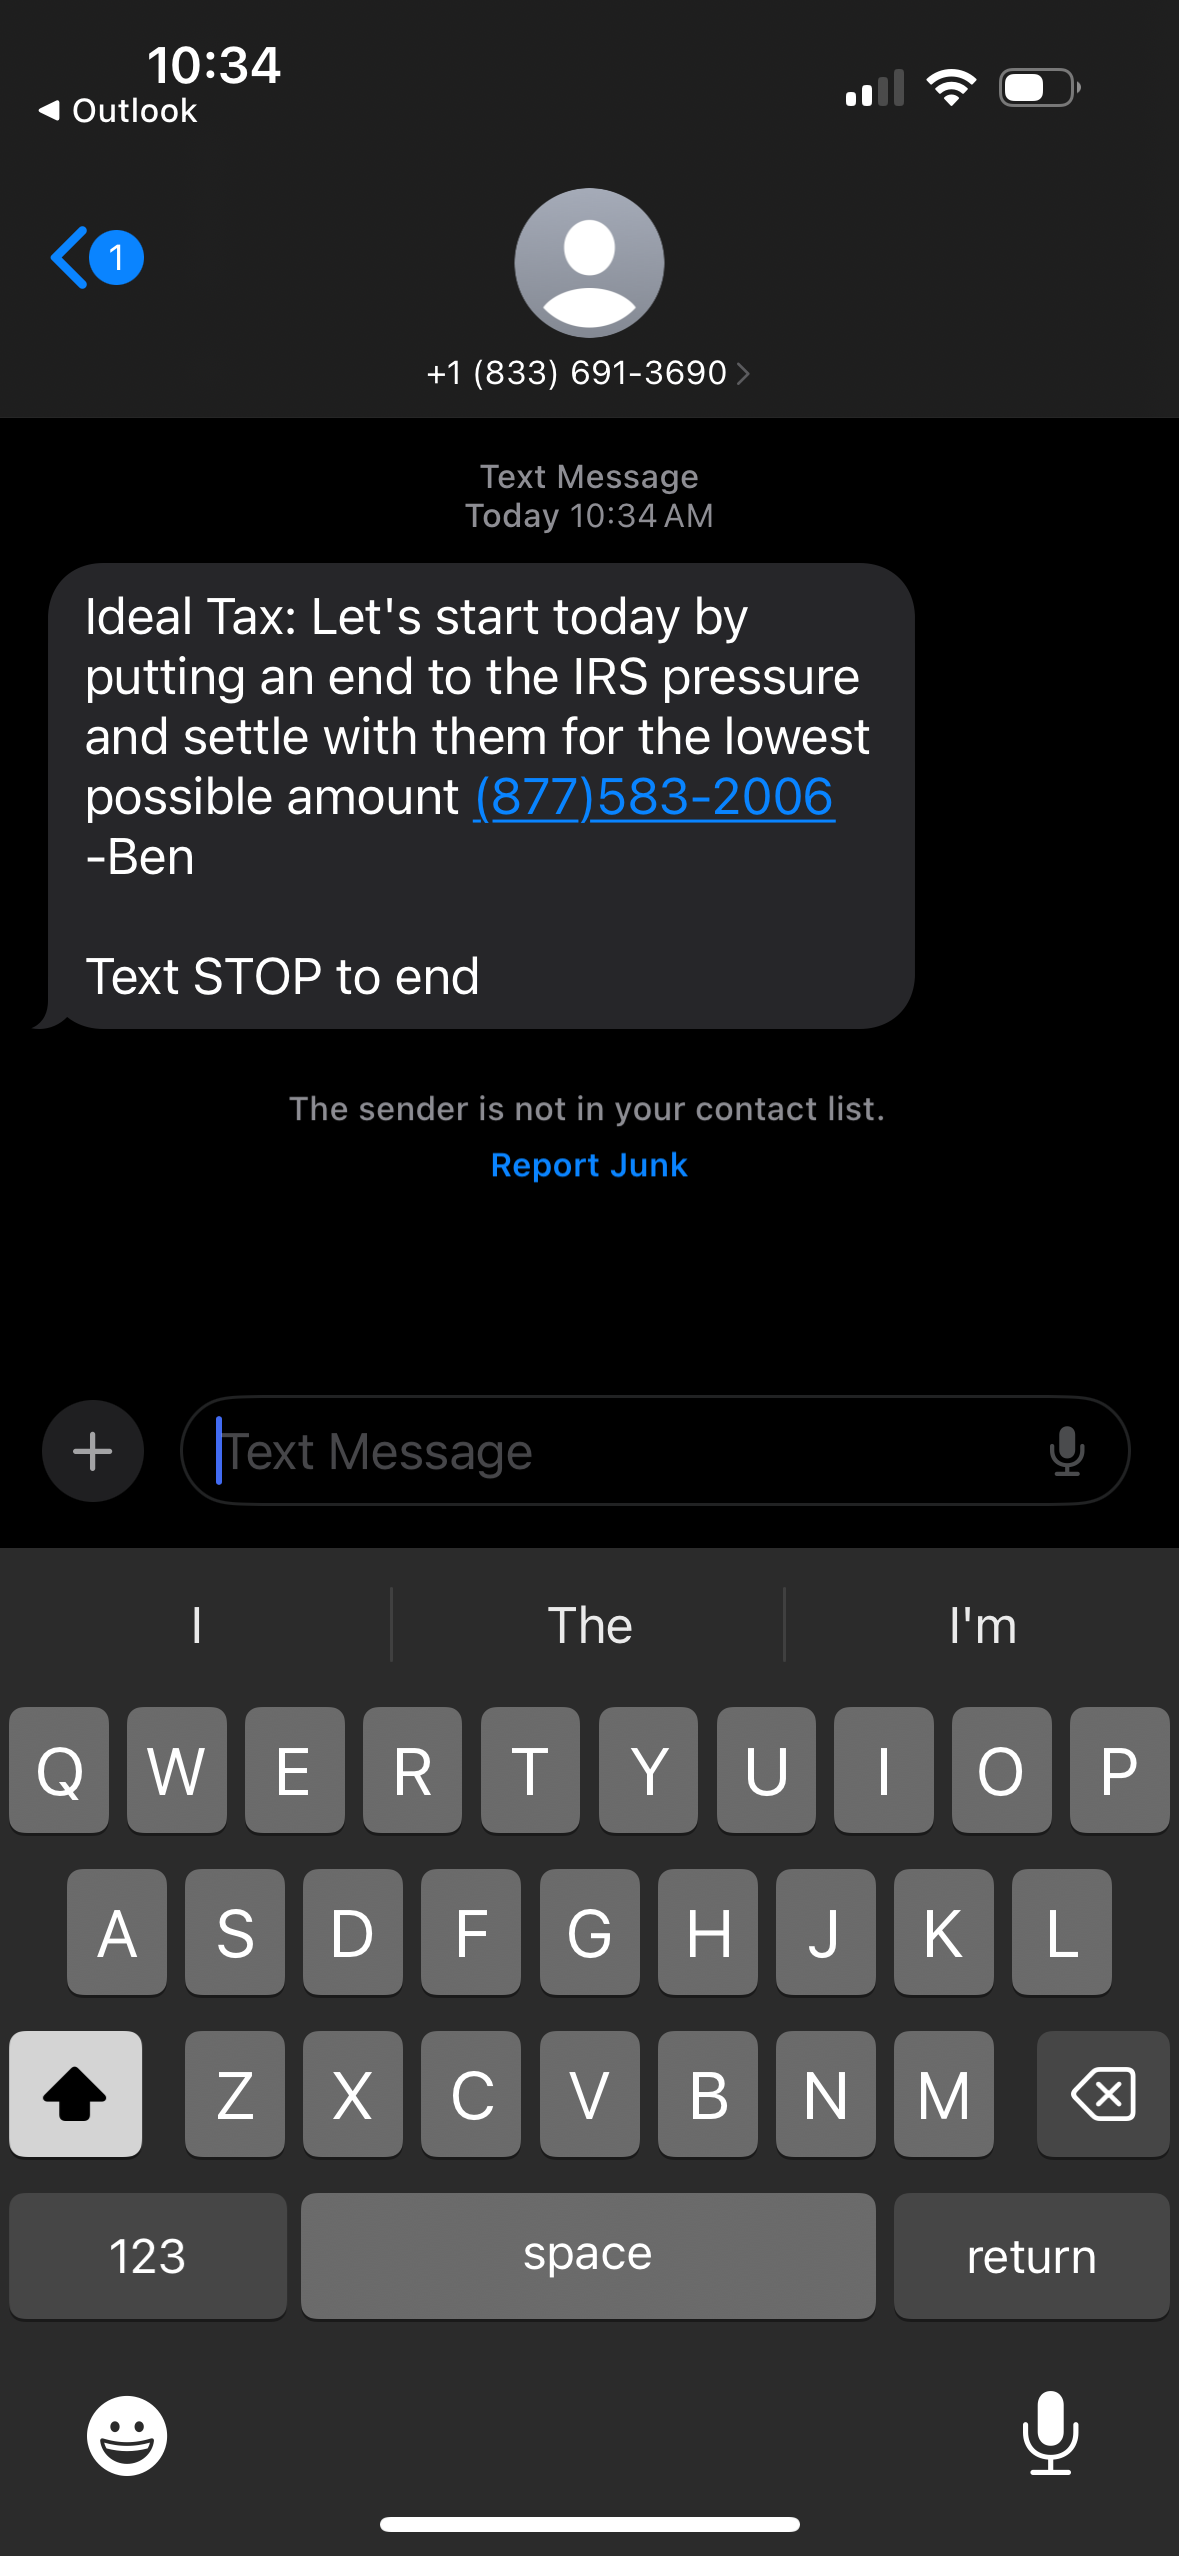 10:34
◀ Outlook
1
+1 (833) 691-3690
Text Message
Today 10:34 AM
Ideal Tax: Let's start today by
putting an end to the IRS pressure
and settle with them for the lowest
possible amount (877)583-2006
-Ben
Text STOP to end
The sender is not in your contact list.
Report Junk
Text Message
I The I'm
Q W E R T Y U I O P
A S D F G H J K L
Z X C V B N M
123 space return